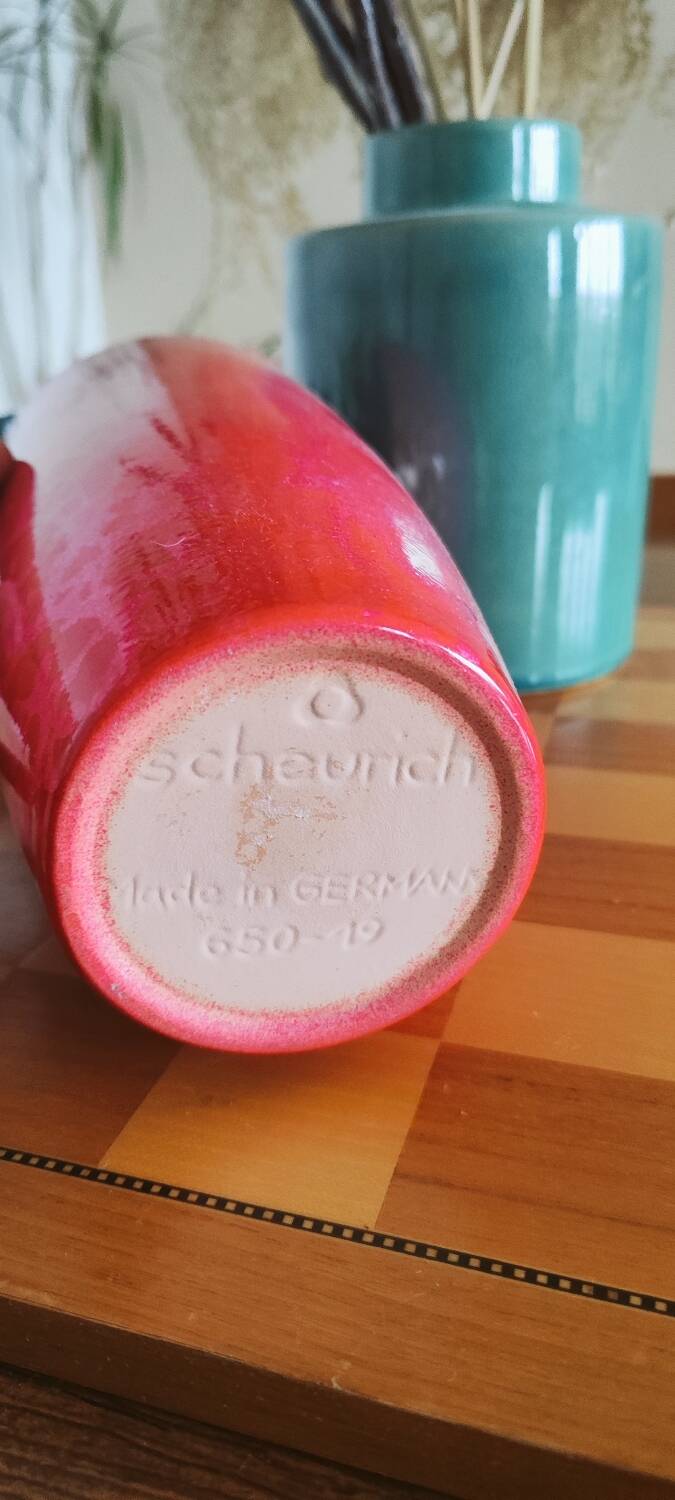 scheurich
Made in GERMANY
650-19